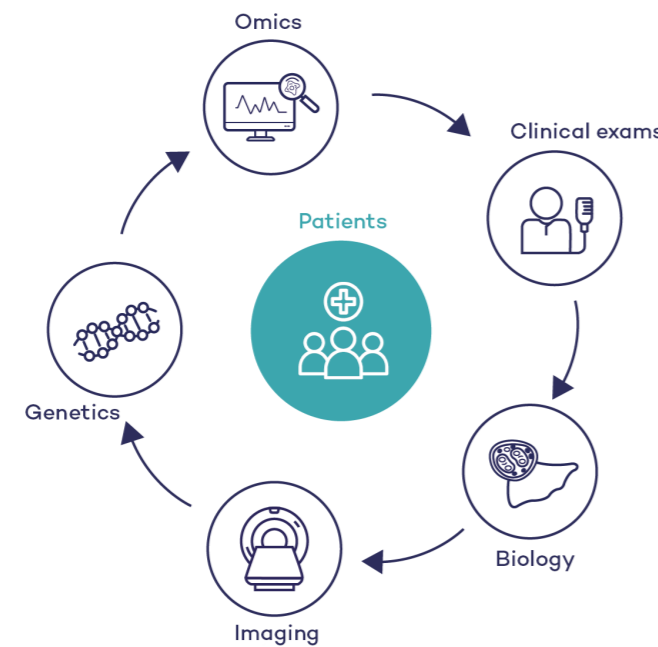 Omics
Clinical exams
Patients
Genetics
Biology
Imaging